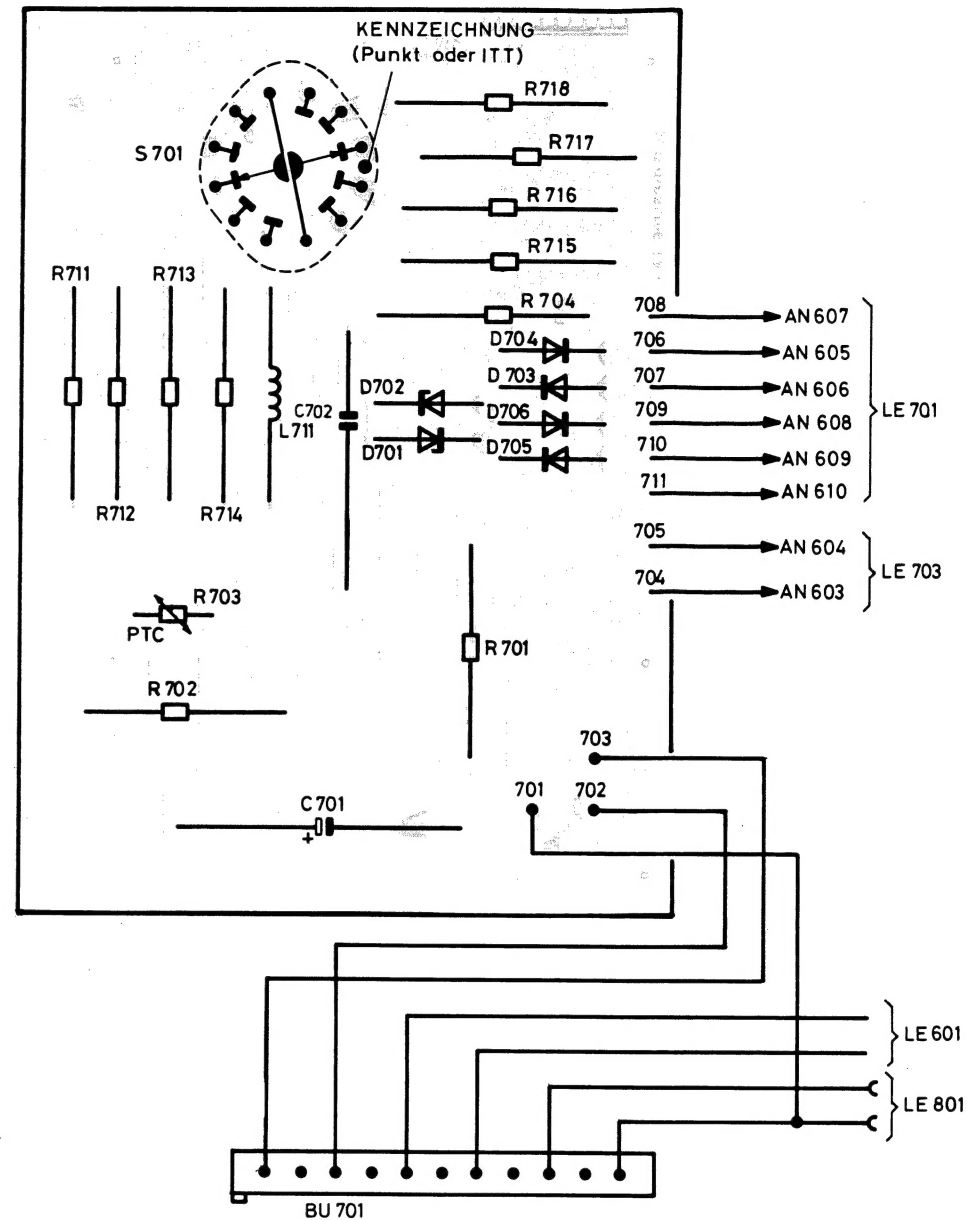 KENNZEICHNUNG
(Punkt oder ITT)
R718
S701
R717
R716
R715
R711
R713
R704
708
AN607
D704
706
AN 605
D703
707
AN 606
LE 701
D702
C702
D706
709
AN 608
L711
D701
D705
710
AN 609
711
AN 610
R712
R714
705
AN 604
LE 703
704
AN 603
R703
PTC
R701
R702
703
701
702
C701
+
LE 601
LE 801
BU 701